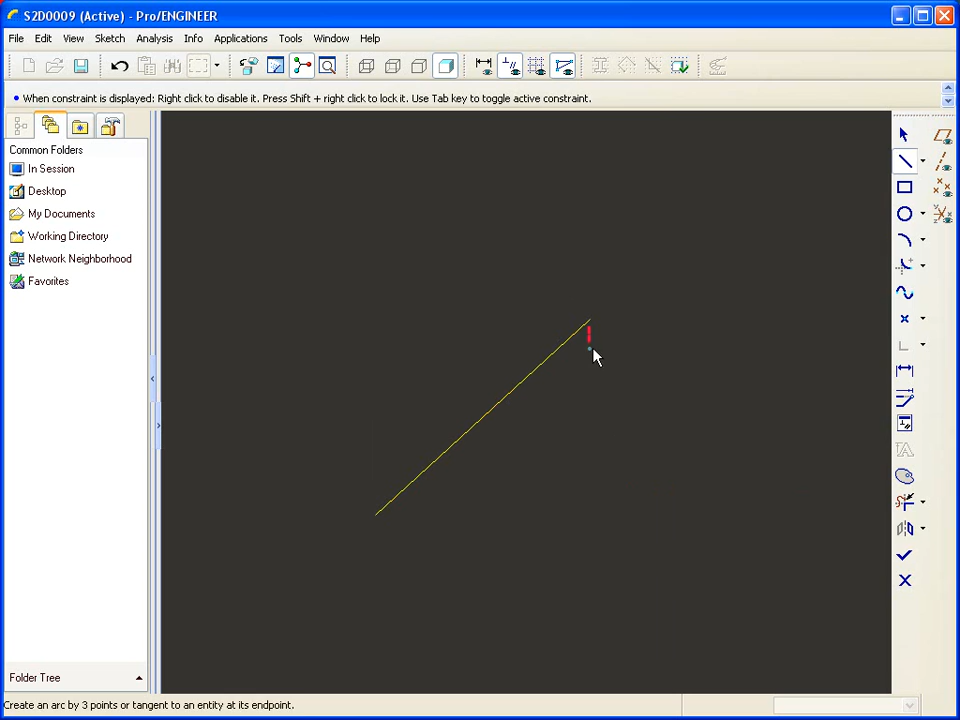 S2D0009 (Active) - Pro/ENGINEER
File Edit View Sketch Analysis Info Applications Tools Window Help
When constraint is displayed: Right click to disable it. Press Shift + right click to lock it. Use Tab key to toggle active constraint.
Common Folders
In Session
Desktop
My Documents
Working Directory
Network Neighborhood
Favorites
Folder Tree
Create an arc by 3 points or tangent to an entity at its endpoint.